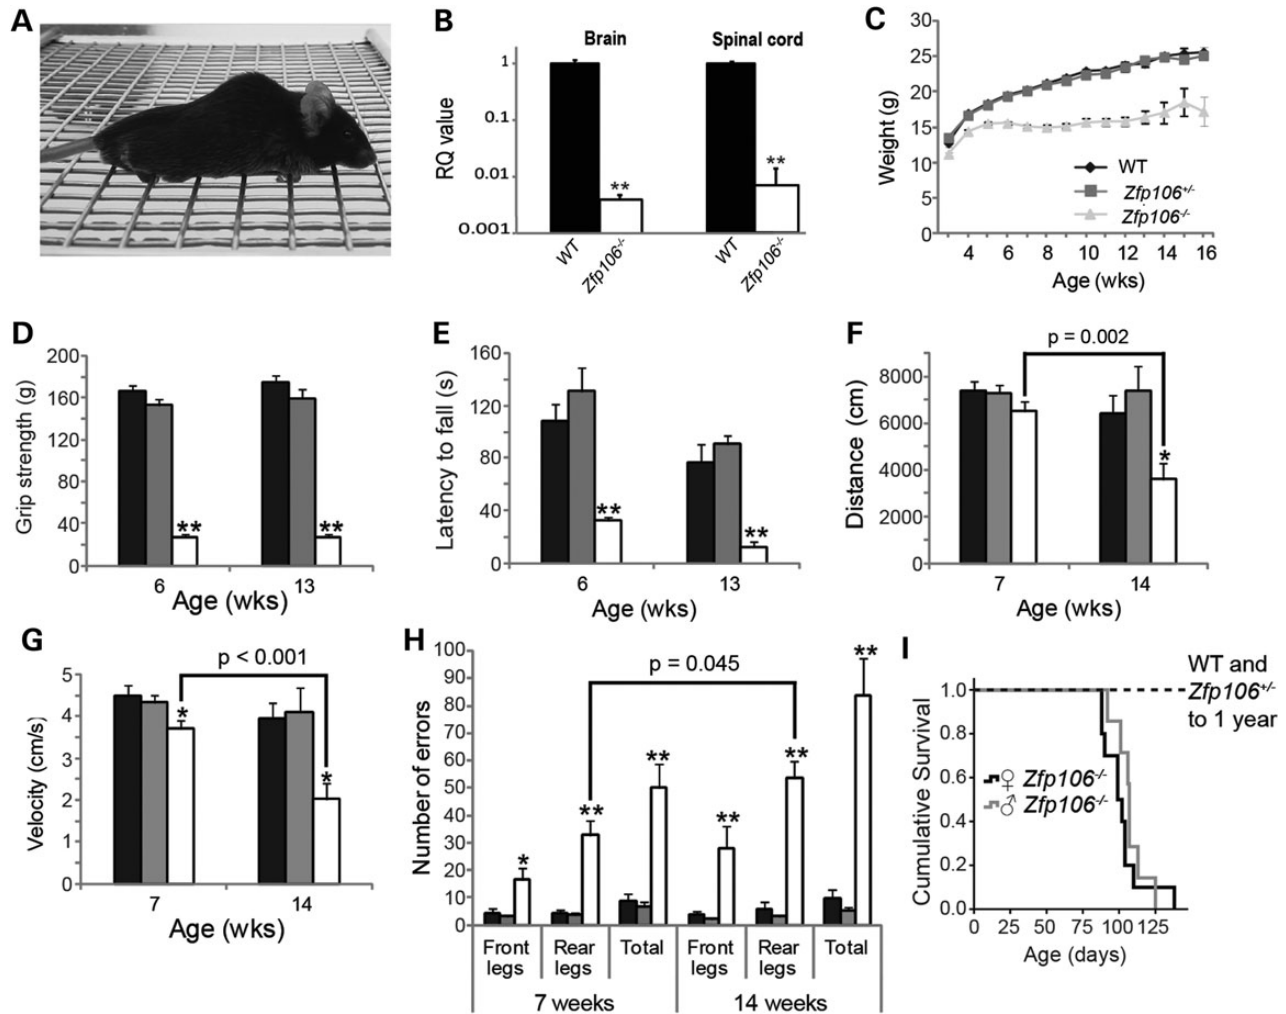 A
B
Brain
Spinal cord
RQ value
1
0.1
0.01
0.001
**
**
WT
Zfp106-/-
WT
Zfp106-/-
C
Weight (g)
30
25
20
15
10
5
0
WT
Zfp106+/-
Zfp106-/-
4 6 8 10 12 14 16
Age (wks)
D
Grip strength (g)
200
160
120
80
40
0
** **
6 13
Age (wks)
E
Latency to fall (s)
160
120
80
40
0
**
**
6 13
Age (wks)
F
p = 0.002
Distance (cm)
8000
6000
4000
2000
0
*
7 14
Age (wks)
G
p < 0.001
Velocity (cm/s)
5
4
3
2
1
0
*
*
7 14
Age (wks)
H
Number of errors
100
90
80
70
60
50
40
30
20
10
0
p = 0.045
*
**
**
**
**
**
Front legs
Rear legs
Total
Front legs
Rear legs
Total
7 weeks
14 weeks
I
WT and
Zfp106+/-
to 1 year
Cumulative Survival
1.0
0.8
0.6
0.4
0.2
0.0
♀ Zfp106-/-
♂ Zfp106-/-
0 25 50 75 100 125
Age (days)